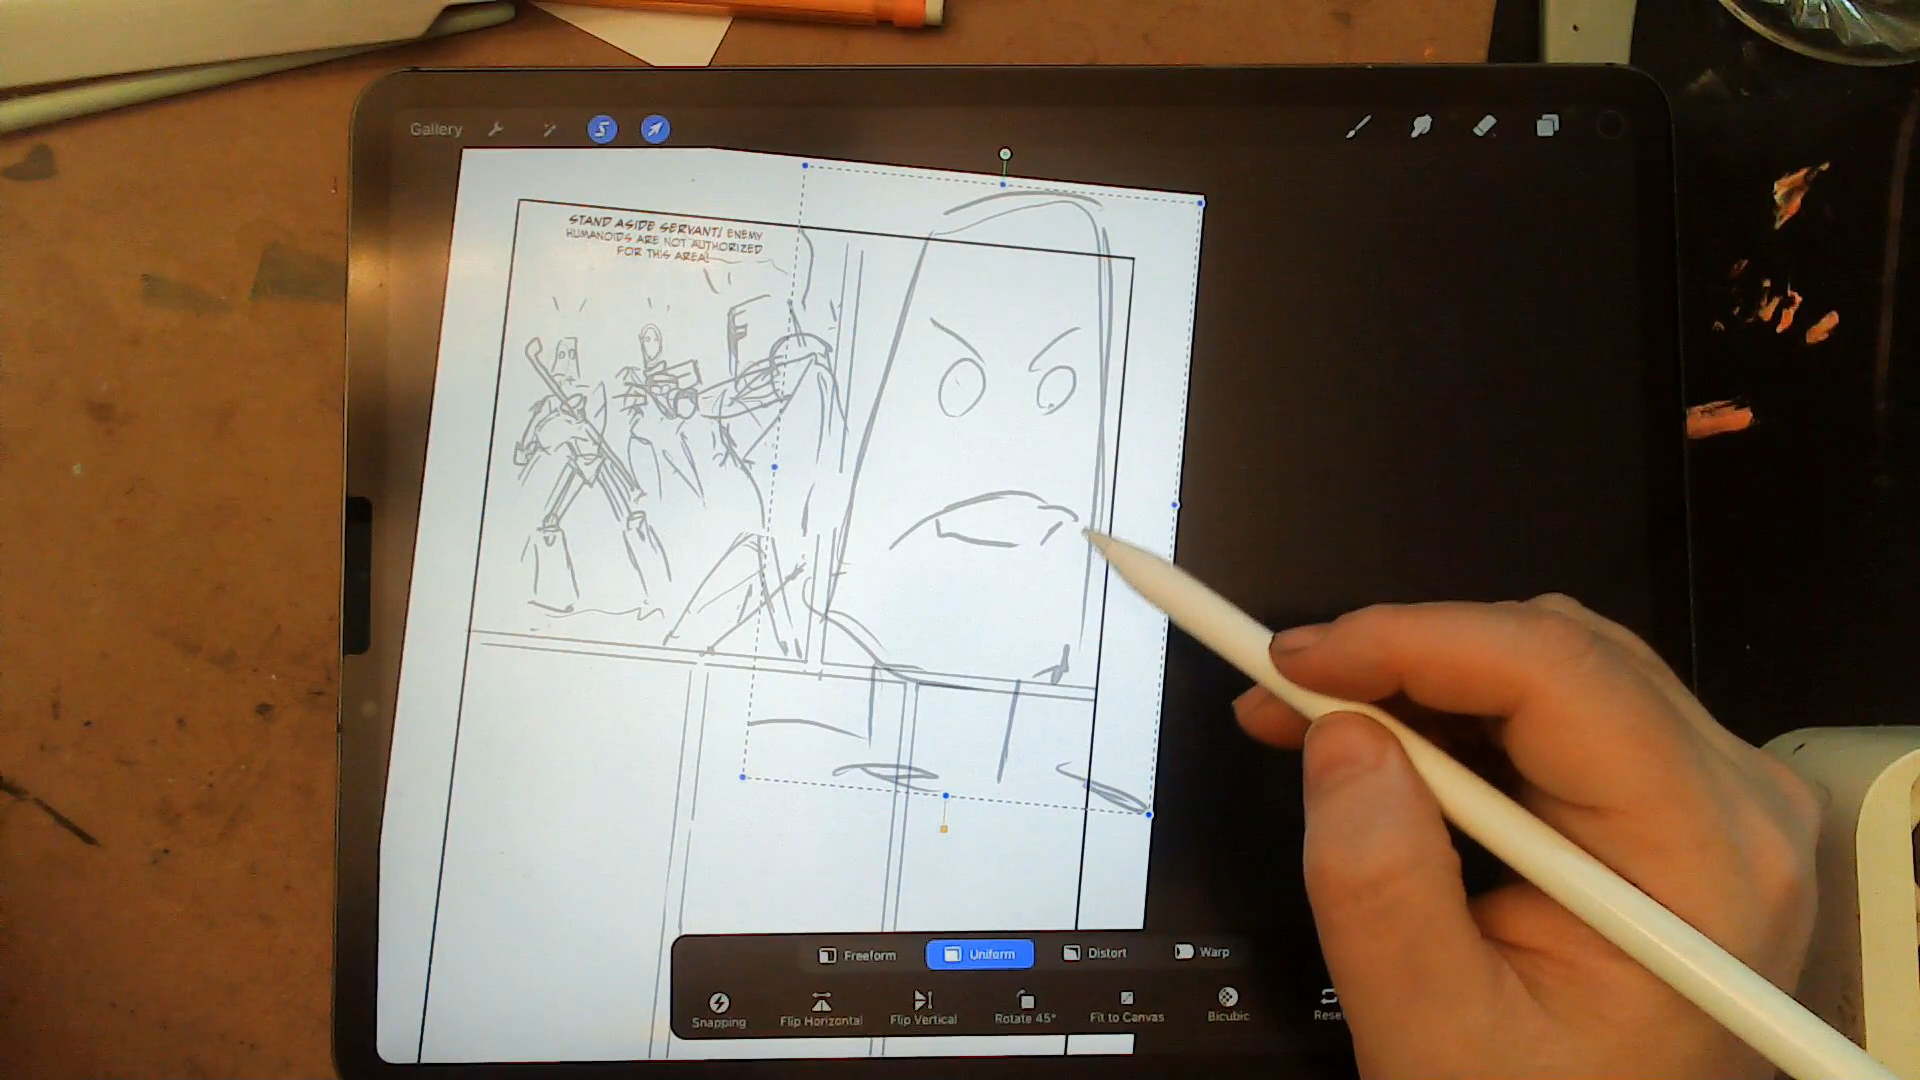 Gallery
STAND ASIDE SERVANT! ENEMY
HUMANOIDS ARE NOT AUTHORIZED
FOR THIS AREA!
Freeform
Uniform
Distort
Warp
Snapping
Flip Horizontal
Flip Vertical
Rotate 45°
Fit to Canvas
Bicubic
Reset